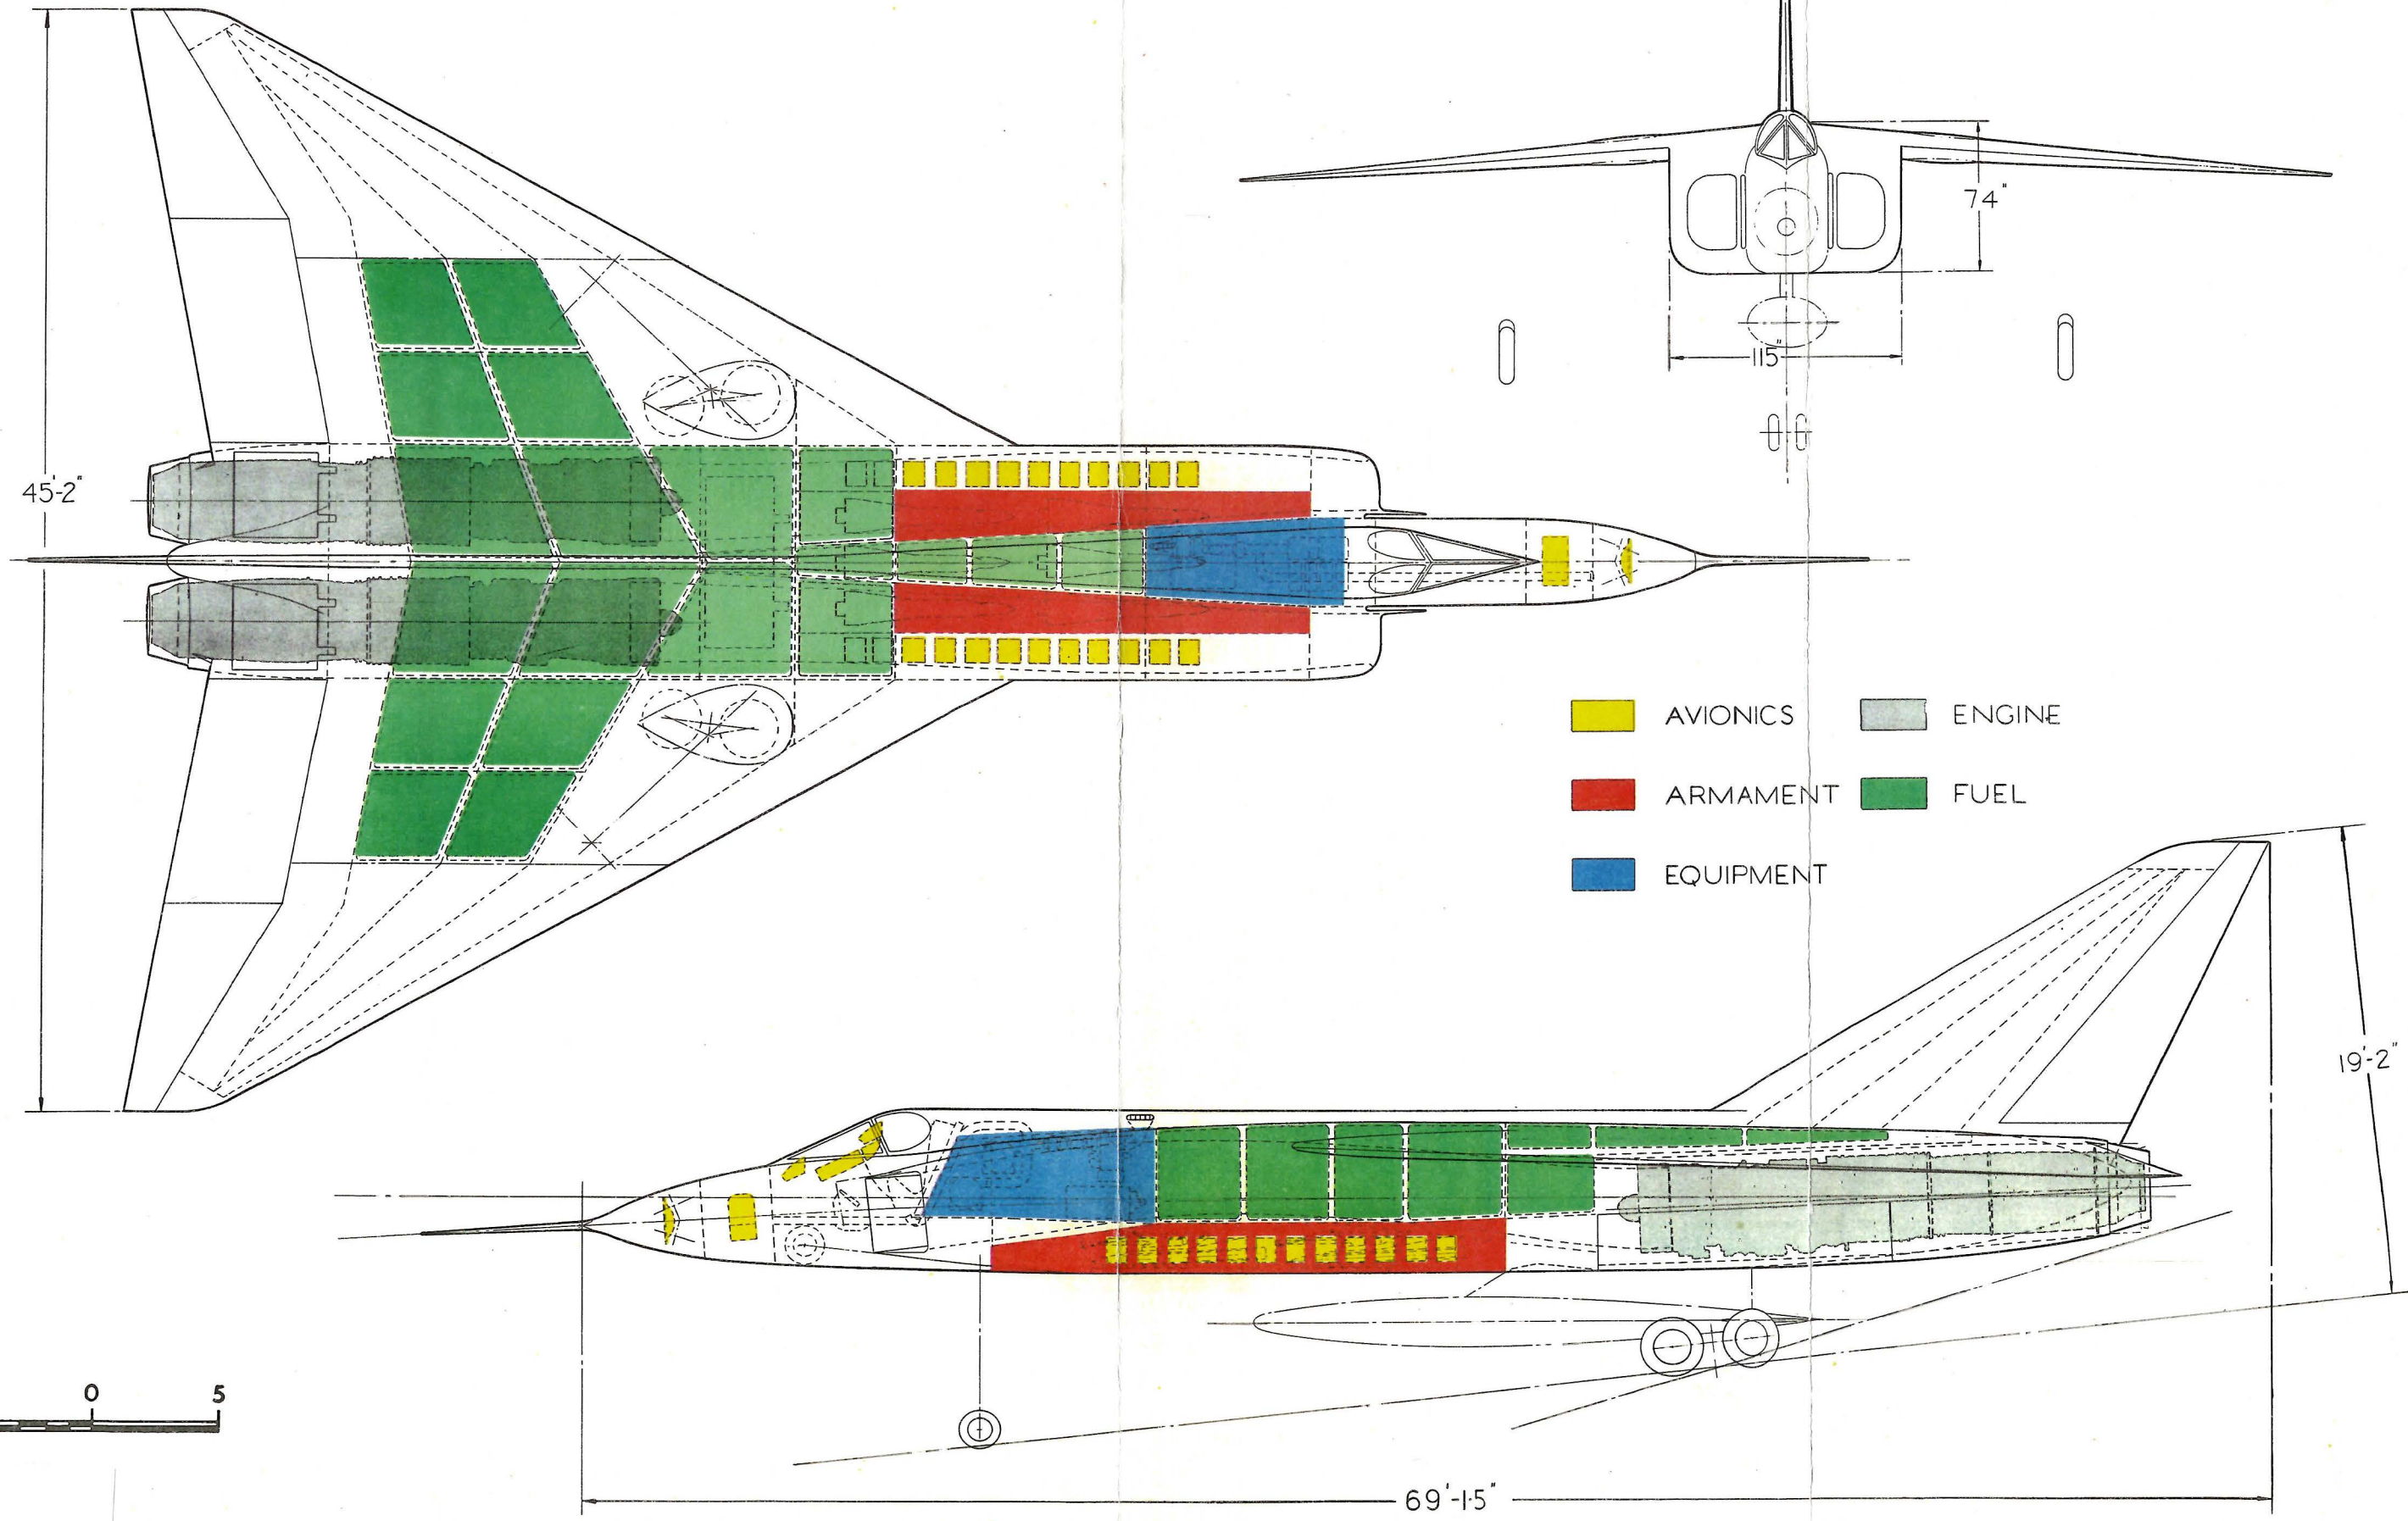 45'-2"
74"
115"
AVIONICS
ENGINE
ARMAMENT
FUEL
EQUIPMENT
19'-2"
0 5
69'-1·5"